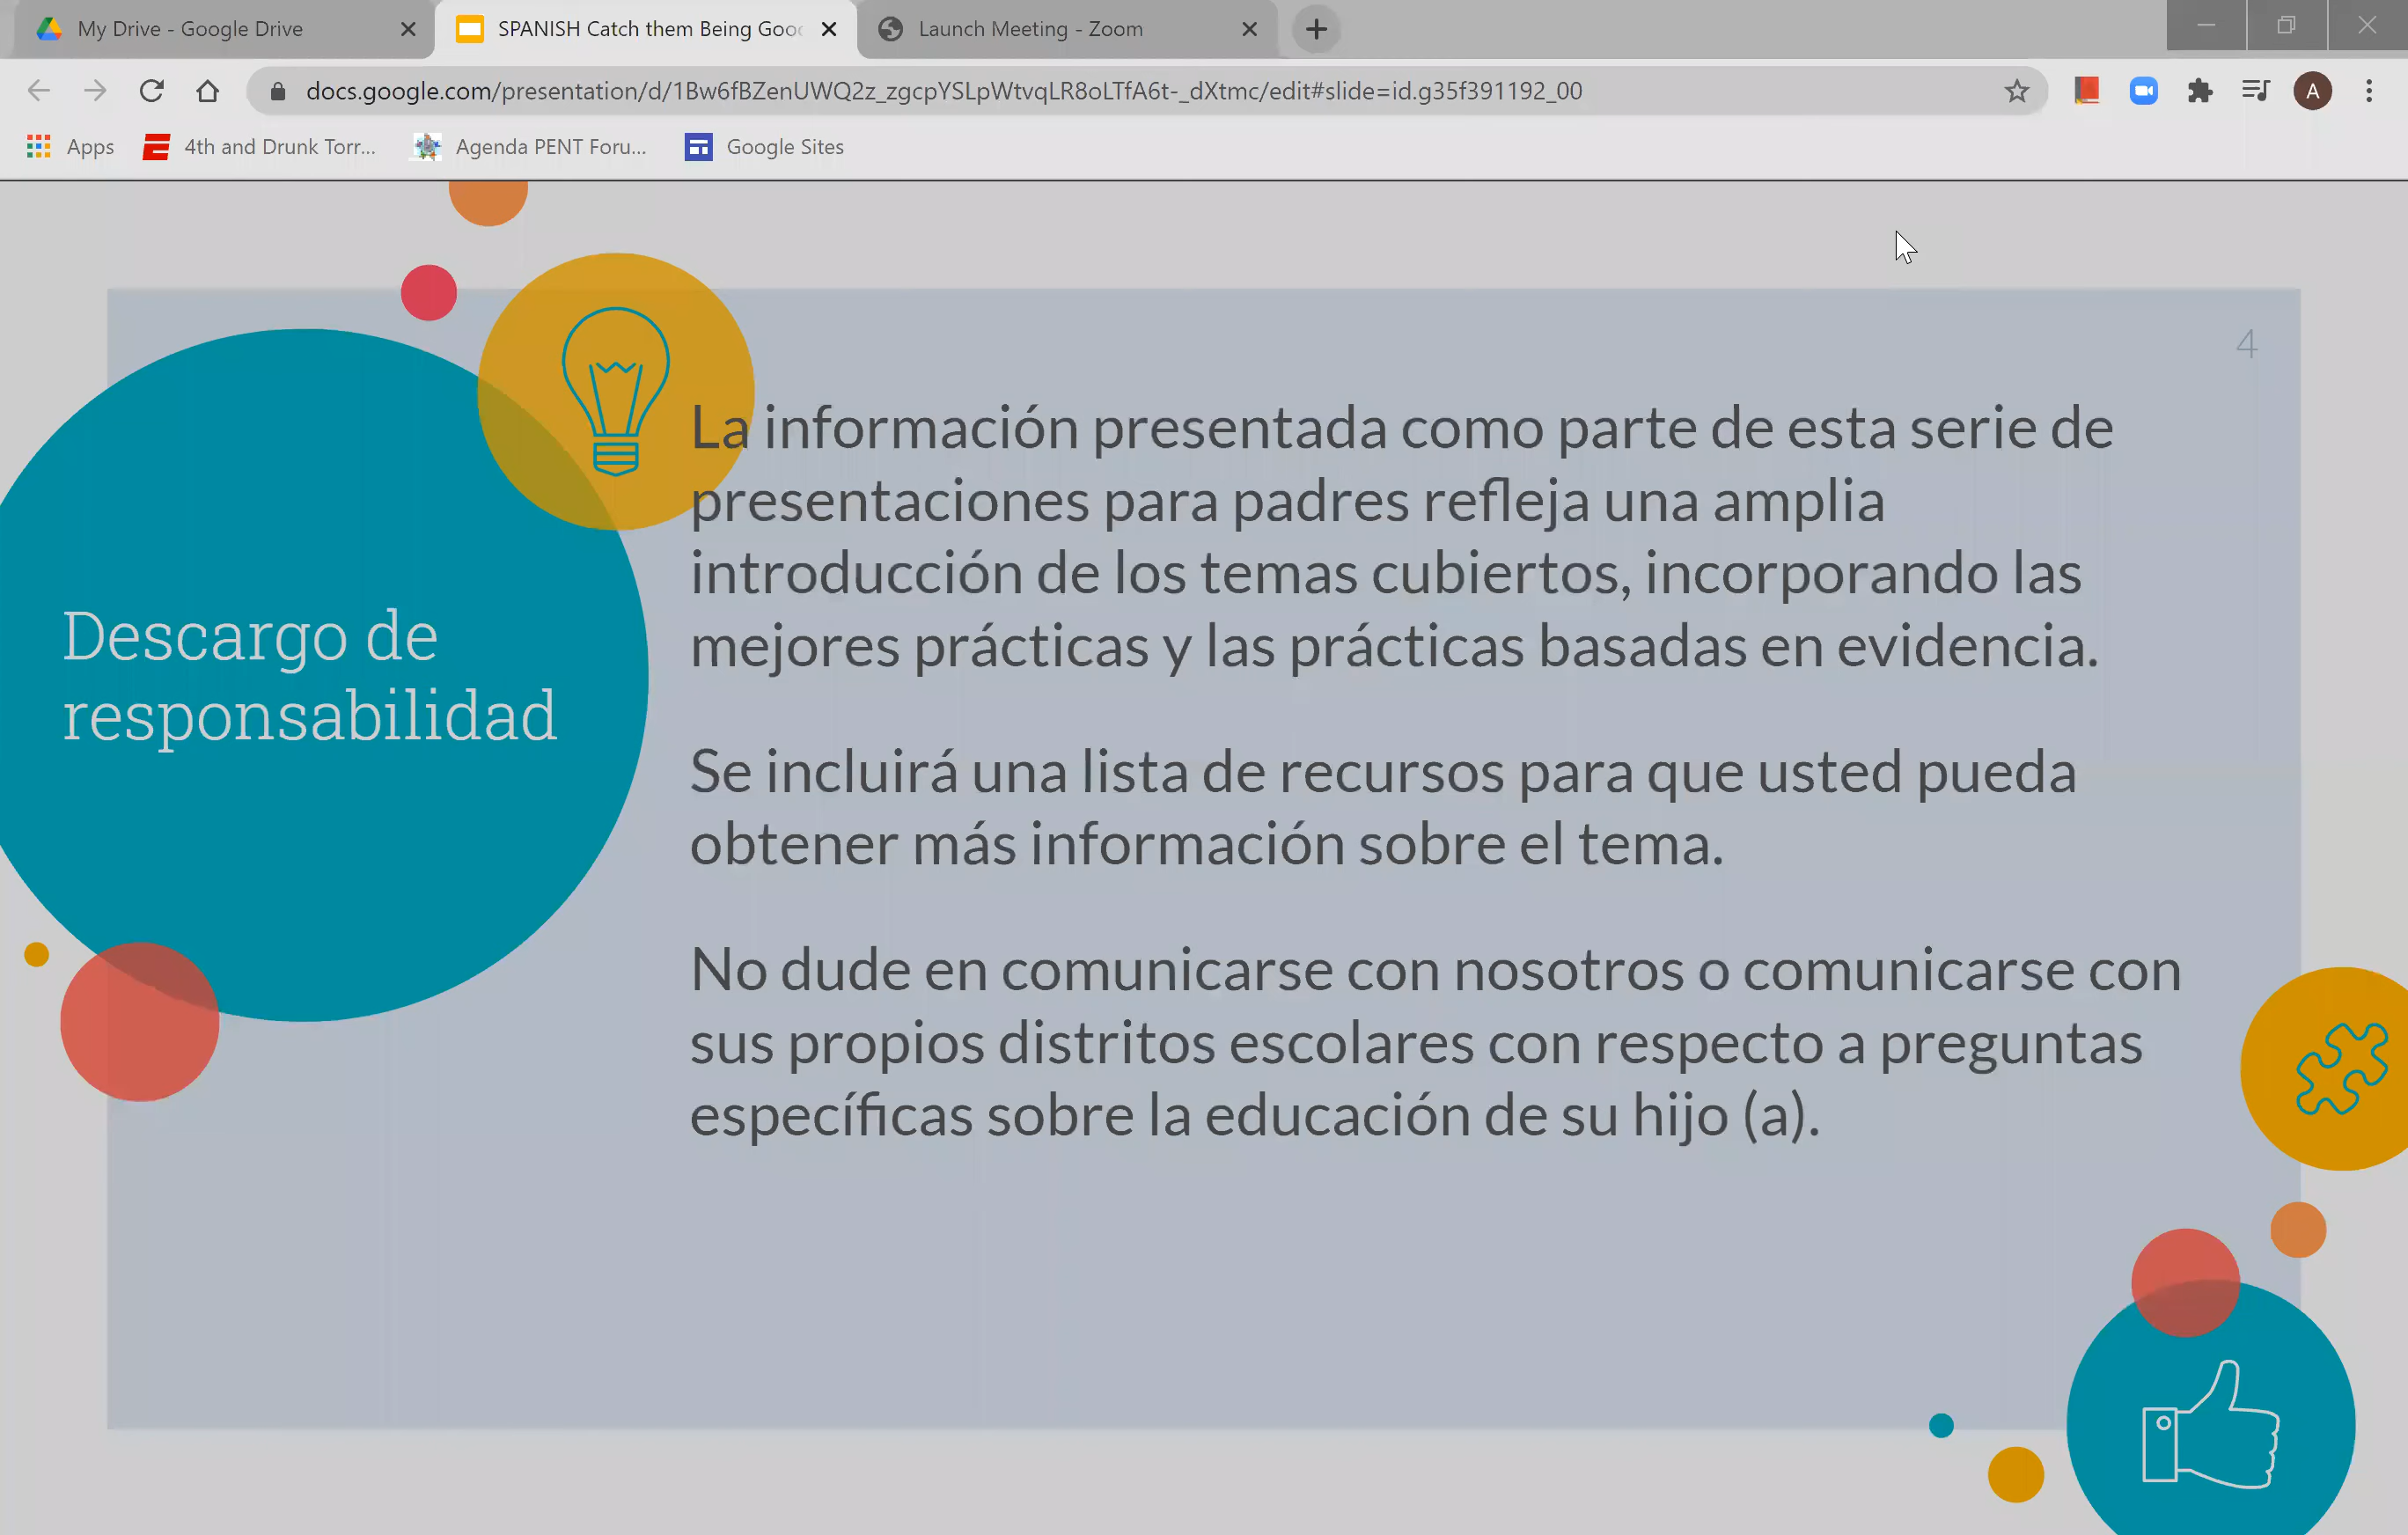 My Drive - Google Drive
SPANISH Catch them Being
Launch Meeting - Zoom
docs.google.com/presentation/d/1Bw6fBZenUWQ2z_zgcpYSLpWtvqLR8oLTfA6t-_dXtmc/edit#slide=id.g35f391192_00
A
Apps
4th and Drunk Torr...
Agenda PENT Foru...
Google Sites
4
Descargo de
responsabilidad
La información presentada como parte de esta serie de
presentaciones para padres refleja una amplia
introducción de los temas cubiertos, incorporando las
mejores prácticas y las prácticas basadas en evidencia.
Se incluirá una lista de recursos para que usted pueda
obtener más información sobre el tema.
No dude en comunicarse con nosotros o comunicarse con
sus propios distritos escolares con respecto a preguntas
específicas sobre la educación de su hijo (a).